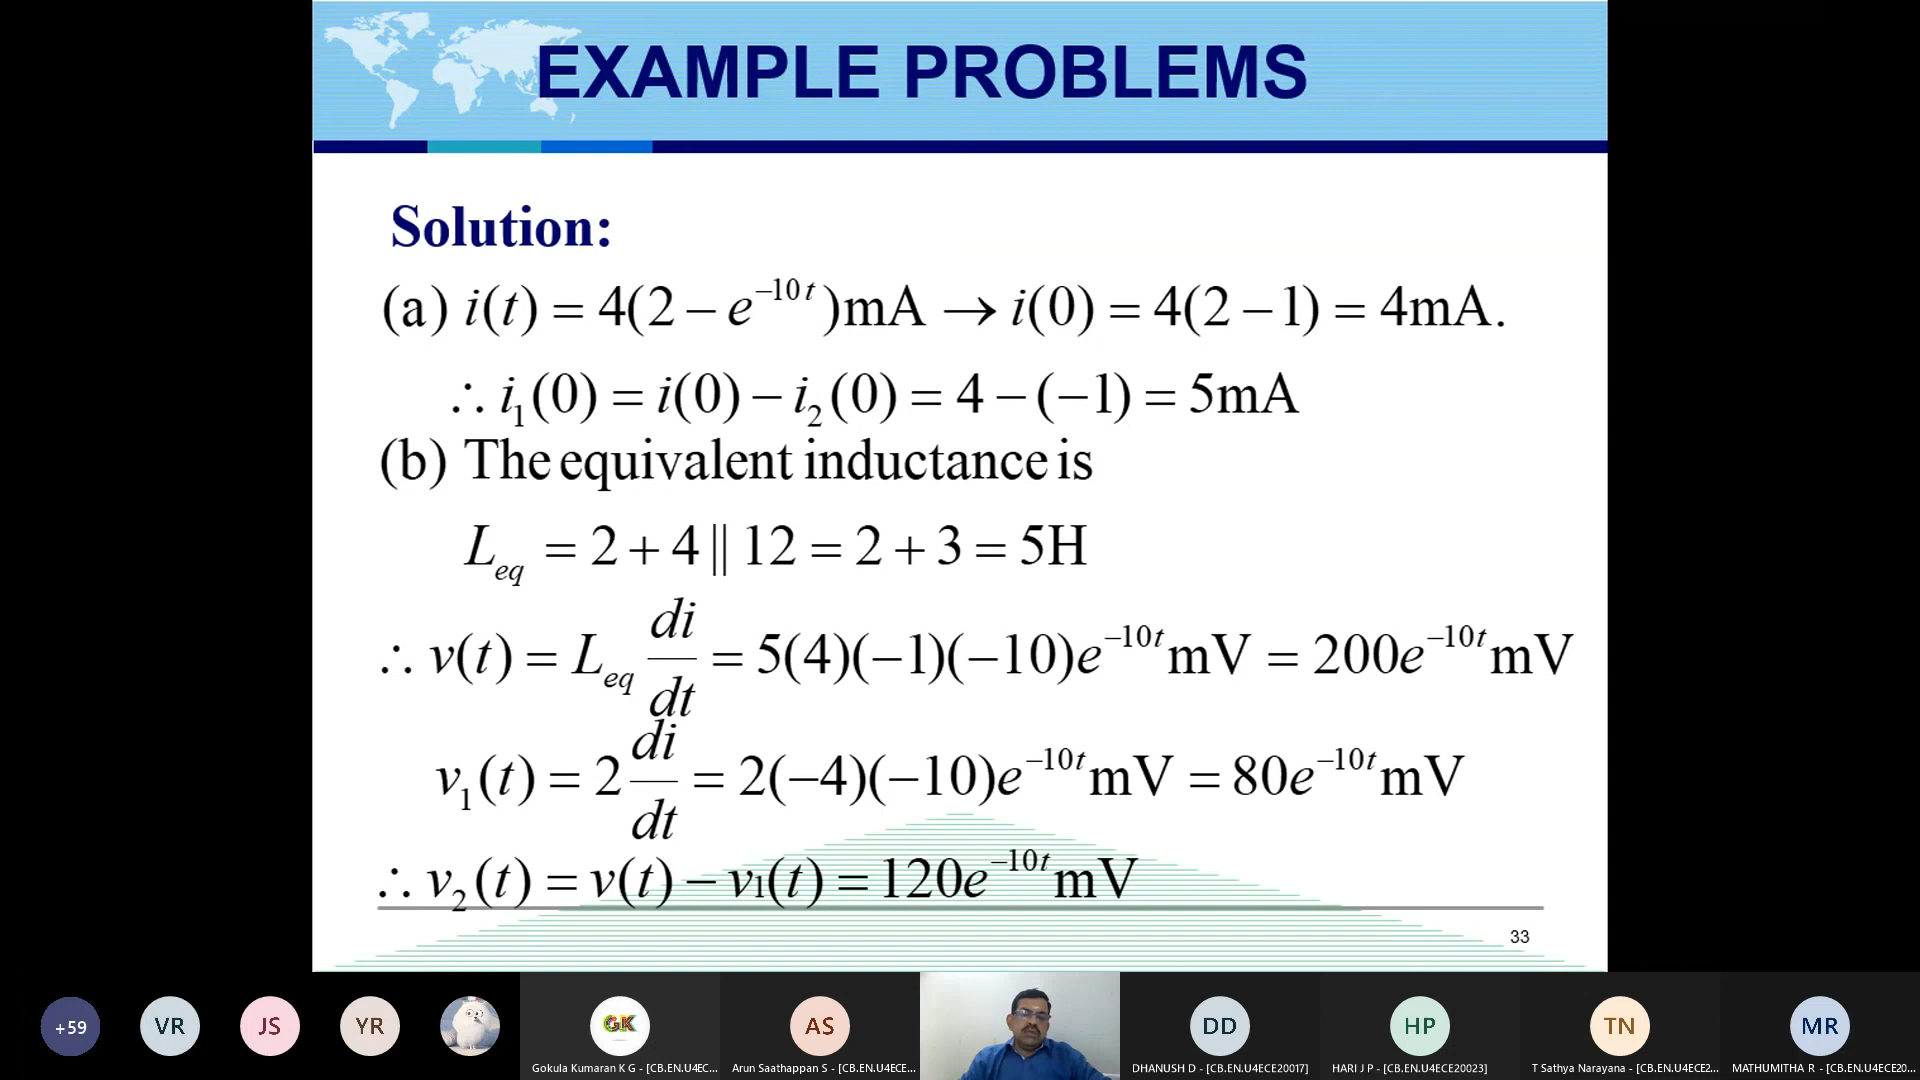 EXAMPLE PROBLEMS
Solution:
(a) i(t) = 4(2 − e^{−10t})mA → i(0) = 4(2 − 1) = 4mA.
∴ i₁(0) = i(0) − i₂(0) = 4 − (−1) = 5mA
(b) The equivalent inductance is
L_{eq} = 2 + 4 || 12 = 2 + 3 = 5H
∴ v(t) = L_{eq} di/dt = 5(4)(−1)(−10)e^{−10t}mV = 200e^{−10t}mV
v₁(t) = 2 di/dt = 2(−4)(−10)e^{−10t}mV = 80e^{−10t}mV
∴ v₂(t) = v(t) − v₁(t) = 120e^{−10t}mV
33
+59 VR JS YR GK AS DD HP TN MR
Gokula Kumaran K G - [CB.EN.U4EC... Arun Saathappan S - [CB.EN.U4ECE... DHANUSH D - [CB.EN.U4ECE20017] HARI J P - [CB.EN.U4ECE20023] T Sathya Narayana - [CB.EN.U4ECE2... MATHUMITHA R - [CB.EN.U4ECE20...